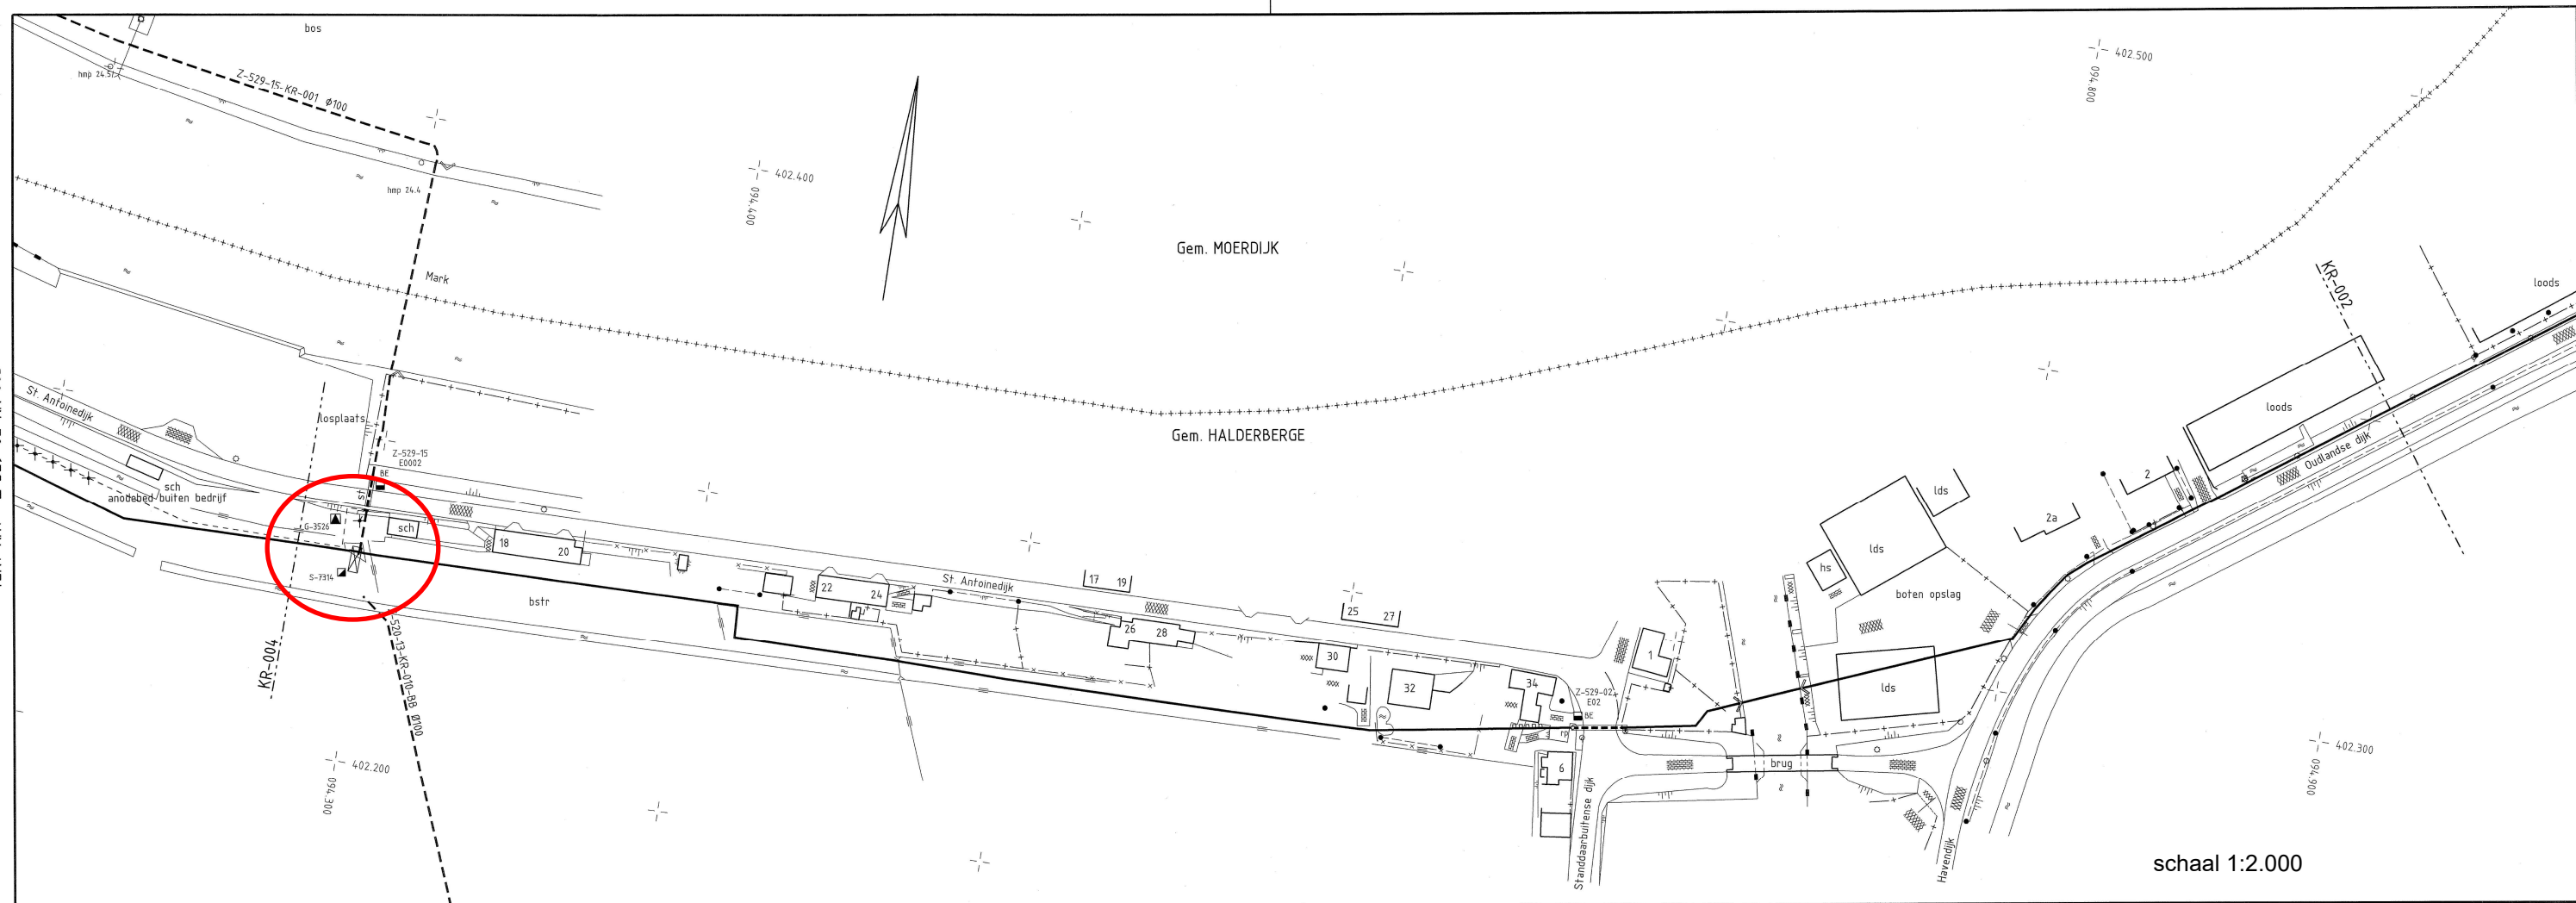 bos
hmp 24.5
Z-529-15-KR-001 Ø100
hmp 24.4
402.400
094.400
402.500
094.800
Gem. MOERDIJK
Mark
Gem. HALDERBERGE
KR-002
loods
loods
Oudlandse dijk
St. Antoinedijk
losplaats
Z-529-15
E0002
BE
st
sch
anodebed buiten bedrijf
G-3526
sch
S-7314
KR-004
18
20
bstr
22
24
St. Antoinedijk
17
19
25
27
26
28
30
32
34
Z-529-02
E02
BE
rp
6
1
hs
lds
lds
lds
boten opslag
2
2a
brug
-520-13-KR-010-BB Ø100
402.200
094.300
402.300
094.900
Standdaarbuitense dijk
Havendijk
schaal 1:2.000